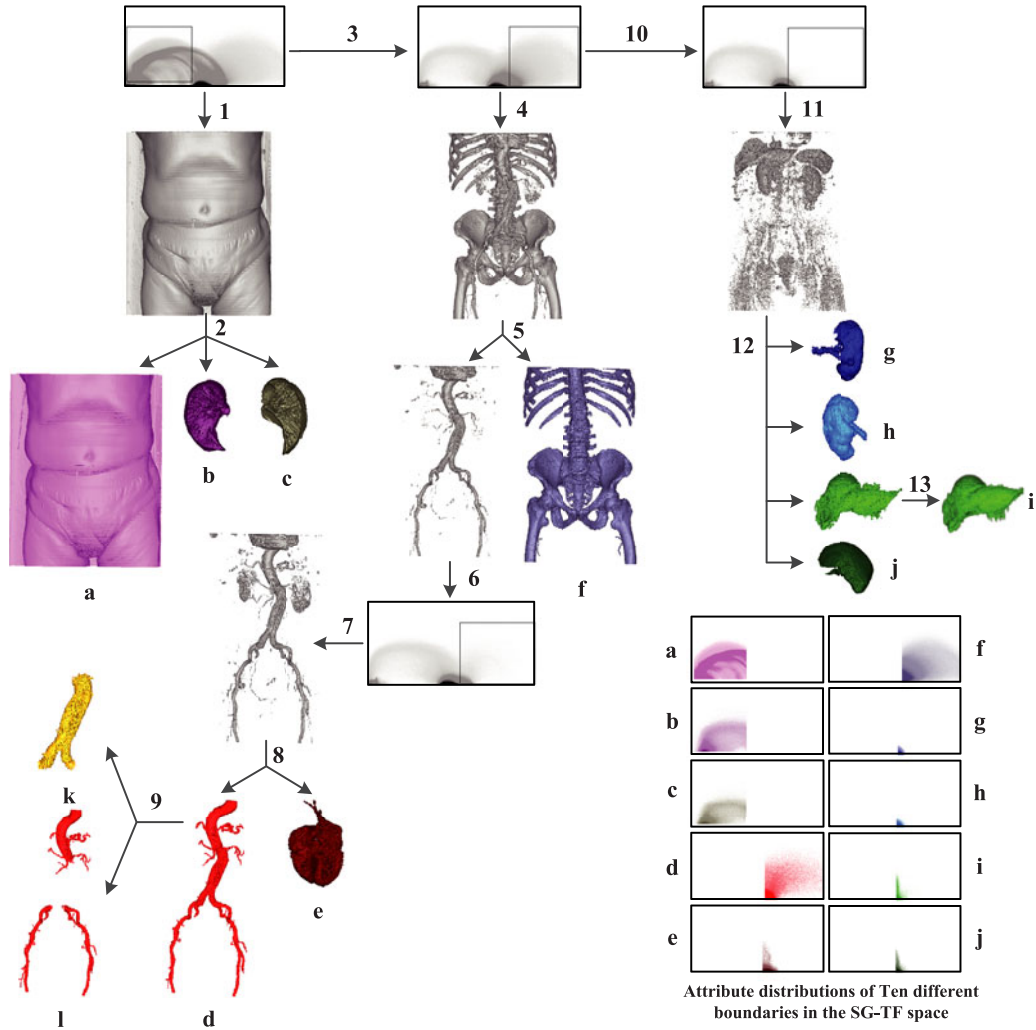 3
10
1
4
11
2
5
12
g
b
c
h
13
i
a
6
f
j
7
a
f
8
b
g
k
9
c
h
d
i
e
e
j
l
d
Attribute distributions of Ten different
boundaries in the SG-TF space